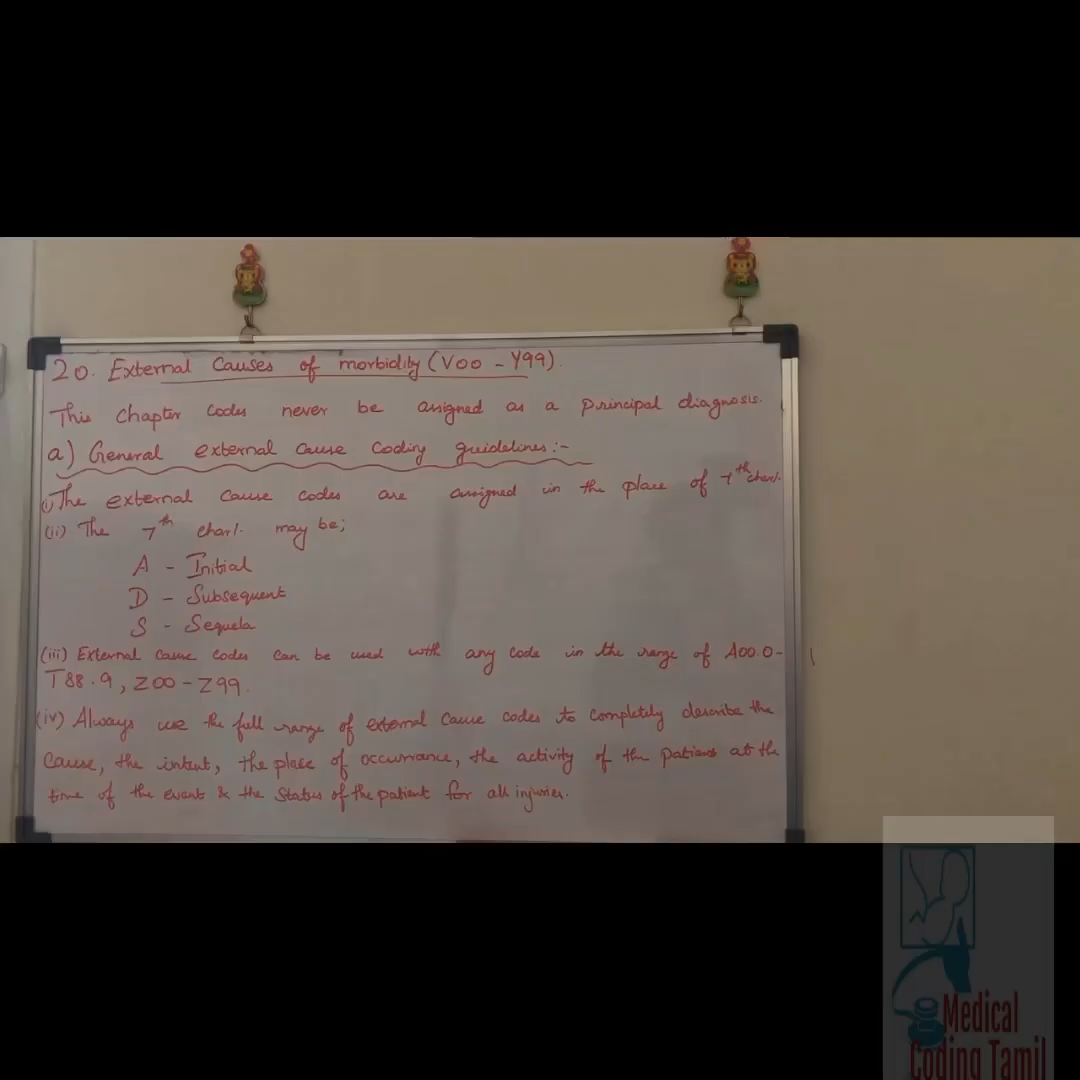 20. External Causes of morbidity (V00 - Y99).
This chapter codes never be assigned as a principal diagnosis.
a) General external cause coding guidelines:-
(i) The external cause codes are assigned in the place of 7th char/.
(ii) The 7th char/. may be;
A - Initial
D - Subsequent
S - Sequela
(iii) External cause codes can be used with any code in the range of A00.0-
T88.9, Z00 - Z99.
(iv) Always use the full range of external cause codes to completely describe the
cause, the intent, the place of occurrance, the activity of the patient at the
time of the event & the status of the patient for all injuries.
Medical
Coding Tamil